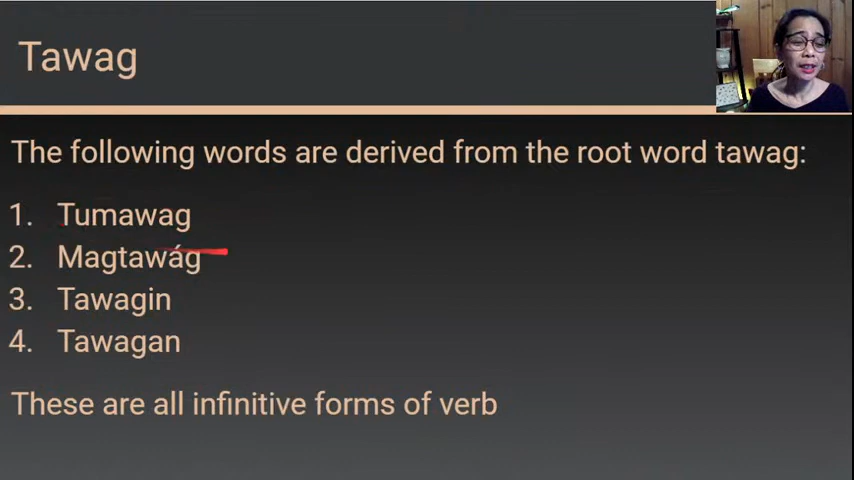 Tawag
The following words are derived from the root word tawag:
1. Tumawag
2. Magtawág
3. Tawagin
4. Tawagan
These are all infinitive forms of verb